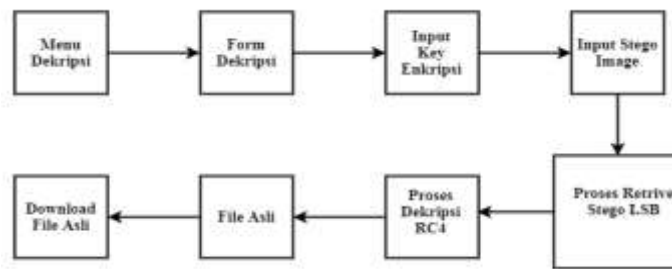 Menu
Dekripsi
Form
Dekripsi
Input
Key
Enkripsi
Input Stego
Image
Proses Retrive
Stego LSB
Proses
Dekripsi
RC4
File Asli
Download
File Asli